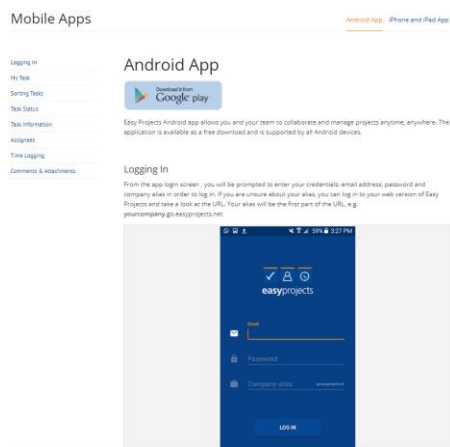 Mobile Apps
Android App
iPhone and iPad App
Logging In
My Task
Sorting Tasks
Task Status
Task Information
Assignees
Time Logging
Comments & Attachments
Android App
Download it from
Google play
Easy Projects Android app allows you and your team to collaborate and manage projects anytime, anywhere. The
application is available as a free download and is supported by all Android devices.
Logging In
From the app login screen , you will be prompted to enter your credentials: email address, password and
company alias in order to log in. If you are unsure about your alias, you can log in to your web version of Easy
Projects and take a look at the URL. Your alias will be the first part of the URL, e.g.
yourcompany.go.easyprojects.net
59% 3:27 PM
easyprojects
Email
Password
Company alias
LOG IN